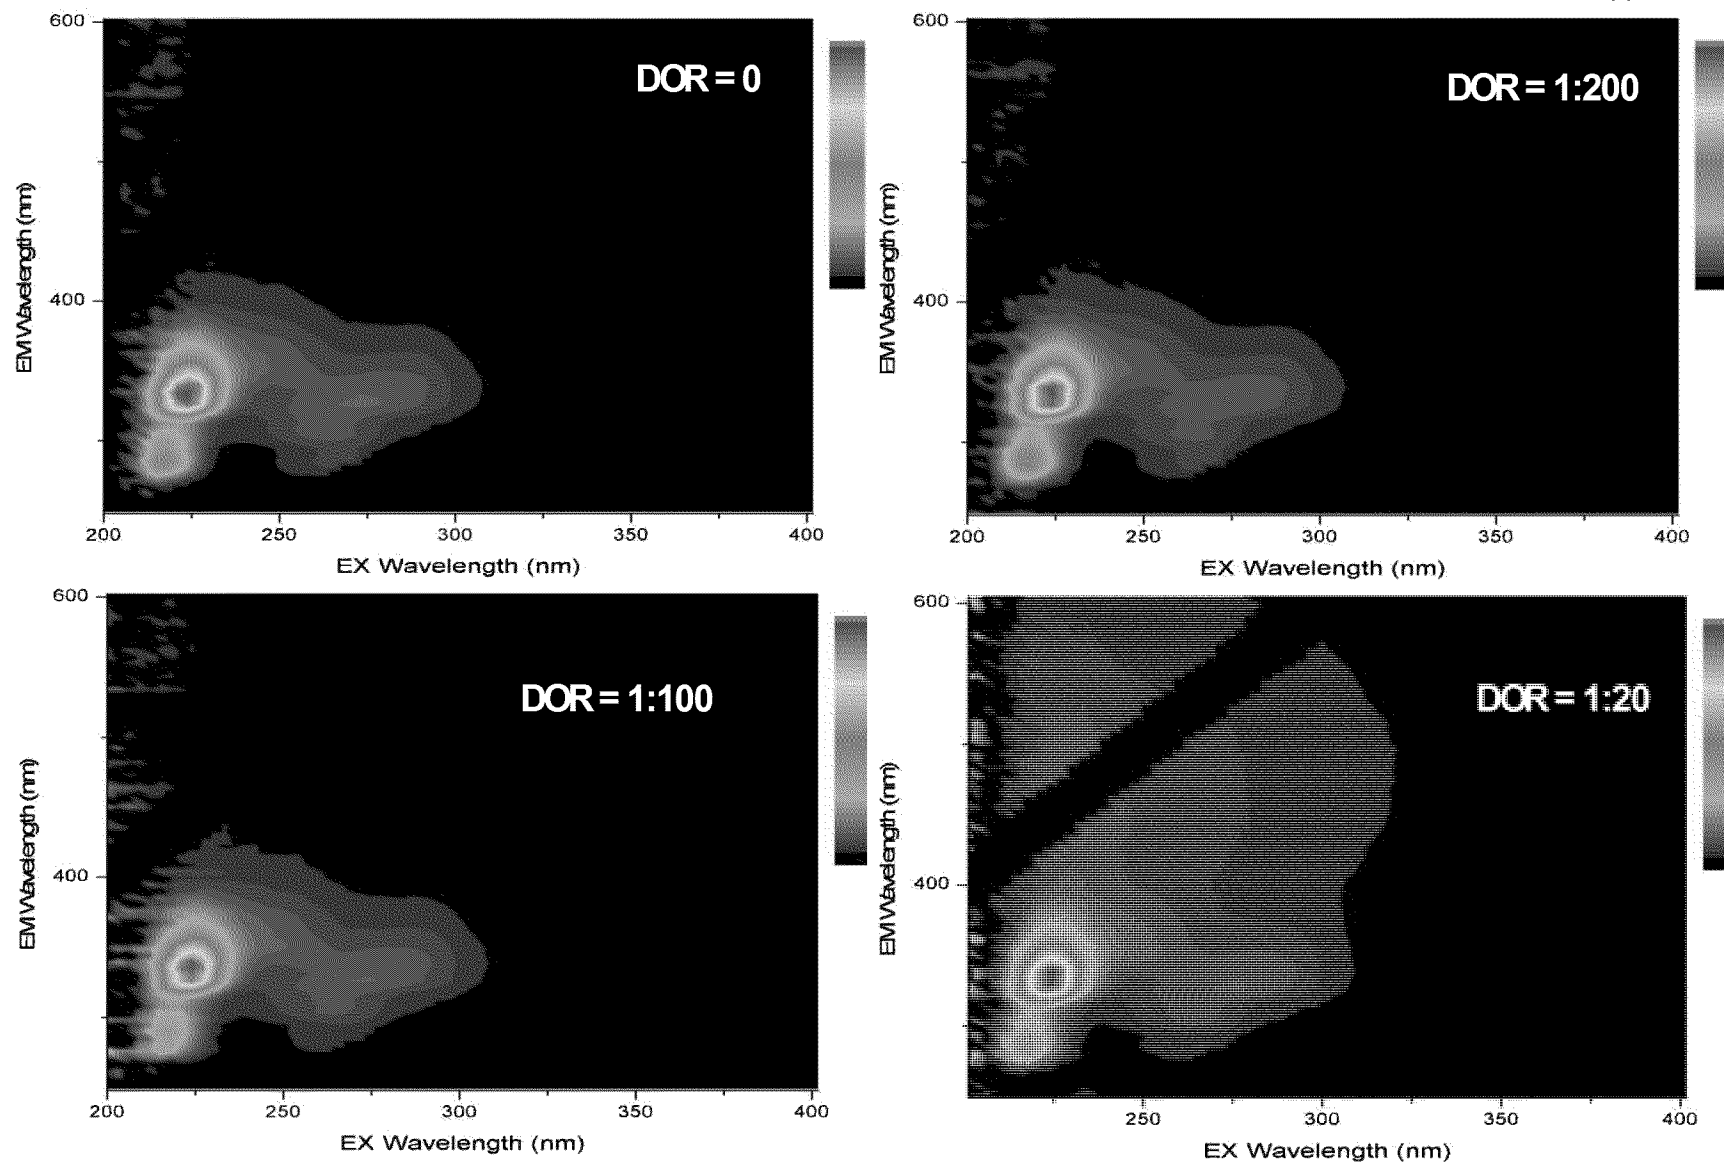 600
DOR = 0
400
EM Wavelength (nm)
200 250 300 350 400
EX Wavelength (nm)
600
DOR = 1:200
400
EM Wavelength (nm)
200 250 300 350 400
EX Wavelength (nm)
600
DOR = 1:100
400
EM Wavelength (nm)
200 250 300 350 400
EX Wavelength (nm)
600
DOR = 1:20
400
EM Wavelength (nm)
250 300 350 400
EX Wavelength (nm)